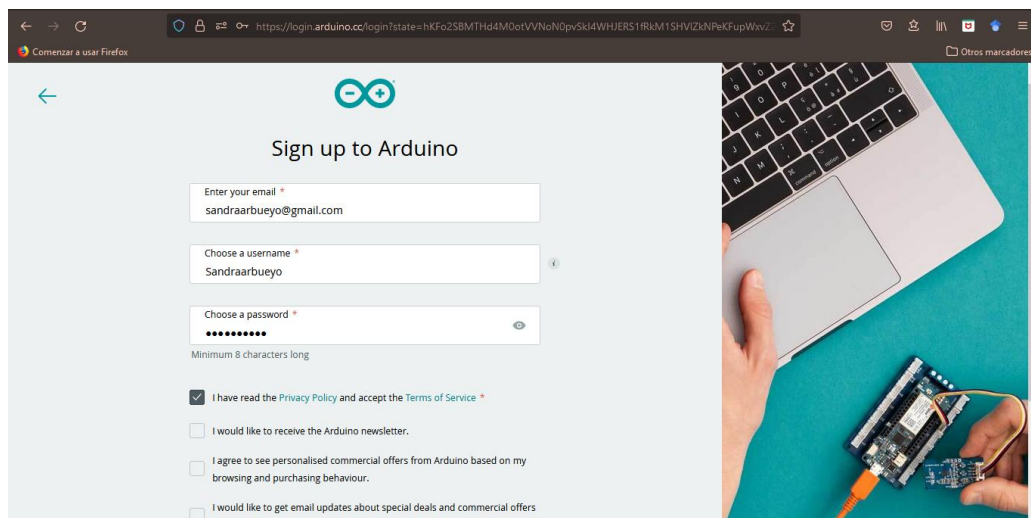 https://login.arduino.cc/login?state=hKFo2SBMTHd4M0otVVNoN0pvSkI4WHJERS1fRkM1SHVlZkNPeKFupWxvZ2
Comenzar a usar Firefox
Otros marcadores
Sign up to Arduino
Enter your email *
sandraarbueyo@gmail.com
Choose a username *
Sandraarbueyo
Choose a password *
Minimum 8 characters long
I have read the Privacy Policy and accept the Terms of Service *
I would like to receive the Arduino newsletter.
I agree to see personalised commercial offers from Arduino based on my
browsing and purchasing behaviour.
I would like to get email updates about special deals and commercial offers